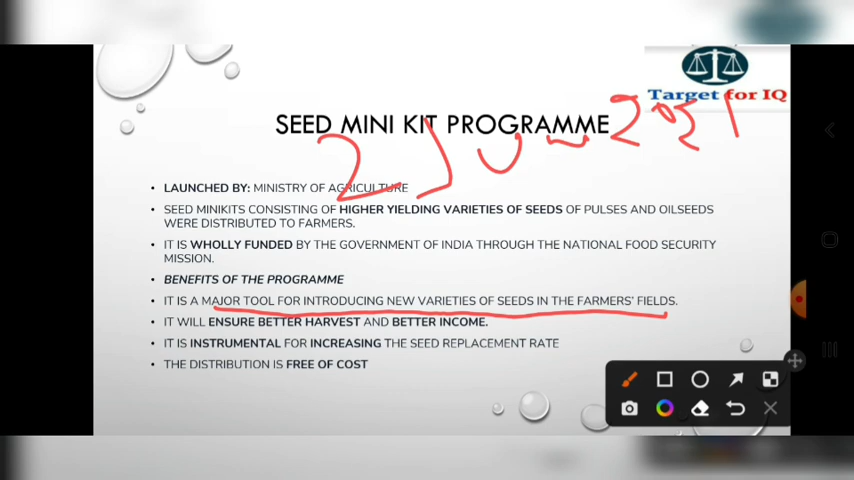 Target for IQ
SEED MINI KIT PROGRAMME
2 Jun 2021
• LAUNCHED BY: MINISTRY OF AGRICULTURE
• SEED MINIKITS CONSISTING OF HIGHER YIELDING VARIETIES OF SEEDS OF PULSES AND OILSEEDS
WERE DISTRIBUTED TO FARMERS.
• IT IS WHOLLY FUNDED BY THE GOVERNMENT OF INDIA THROUGH THE NATIONAL FOOD SECURITY
MISSION.
• BENEFITS OF THE PROGRAMME
• IT IS A MAJOR TOOL FOR INTRODUCING NEW VARIETIES OF SEEDS IN THE FARMERS' FIELDS.
• IT WILL ENSURE BETTER HARVEST AND BETTER INCOME.
• IT IS INSTRUMENTAL FOR INCREASING THE SEED REPLACEMENT RATE
• THE DISTRIBUTION IS FREE OF COST